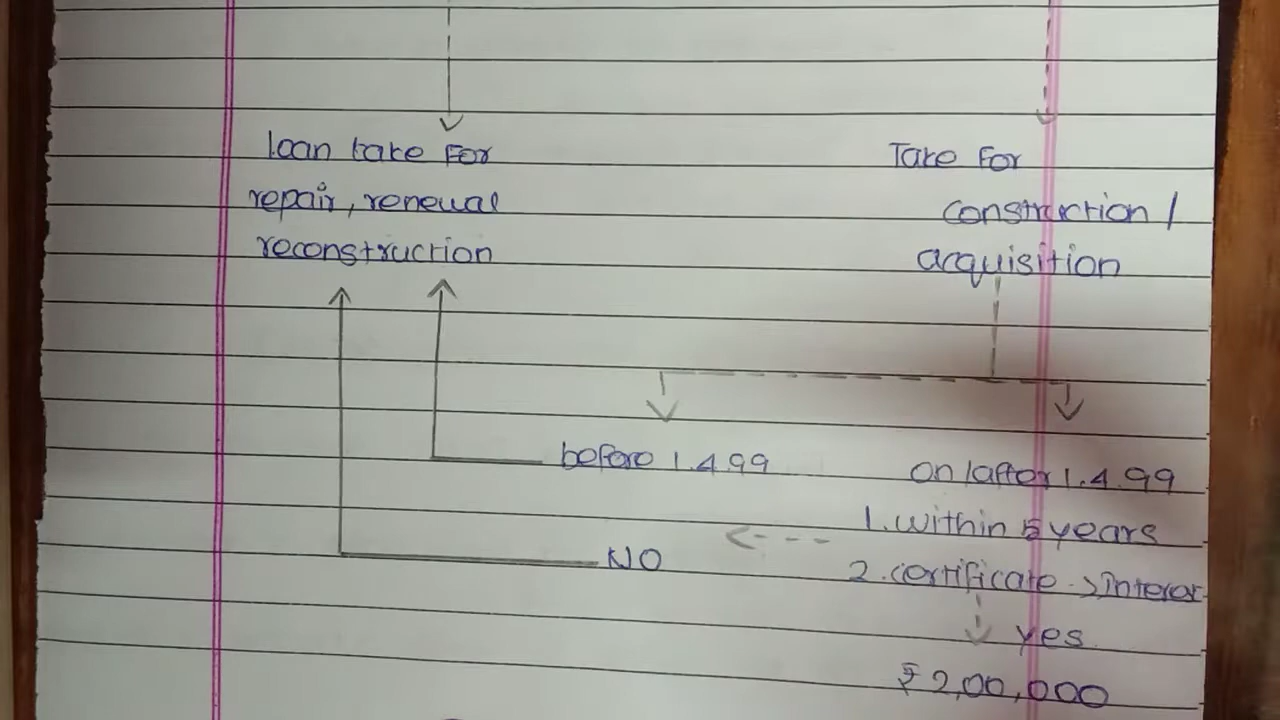 loan take for
repair, renewal
reconstruction
Take for
construction /
acquisition
before 1.4.99
on/after 1.4.99
1. within 5 years
NO
2. certificate -> Interest
yes
₹ 2,00,000